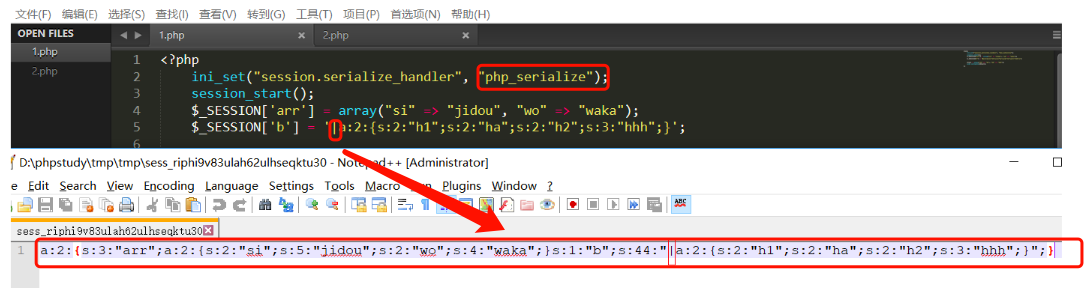 文件(F) 编辑(E) 选择(S) 查找(I) 查看(V) 转到(G) 工具(T) 项目(P) 首选项(N) 帮助(H)
OPEN FILES
1.php
2.php
1.php × 2.php ×
1 <?php
2 ini_set("session.serialize_handler", "php_serialize");
3 session_start();
4 $_SESSION['arr'] = array("si" => "jidou", "wo" => "waka");
5 $_SESSION['b'] = '|a:2:{s:2:"h1";s:2:"ha";s:2:"h2";s:3:"hhh";}';
6
D:\phpstudy\tmp\tmp\sess_riphi9v83ulah62ulhseqktu30 - Notepad++ [Administrator]
e Edit Search View Encoding Language Settings Tools Macro Plugins Window ?
sess_riphi9v83ulah62ulhseqktu30
1 a:2:{s:3:"arr";a:2:{s:2:"si";s:5:"jidou";s:2:"wo";s:4:"waka";}s:1:"b";s:44:"|a:2:{s:2:"h1";s:2:"ha";s:2:"h2";s:3:"hhh";}";}